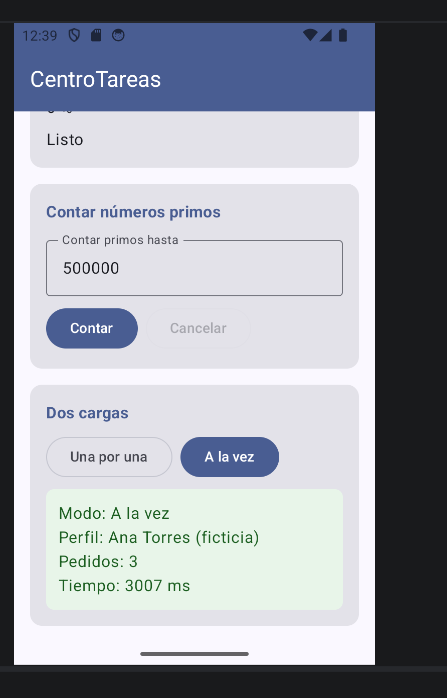 12:39
CentroTareas
Listo
Contar números primos
Contar primos hasta
500000
Contar
Cancelar
Dos cargas
Una por una
A la vez
Modo: A la vez
Perfil: Ana Torres (ficticia)
Pedidos: 3
Tiempo: 3007 ms